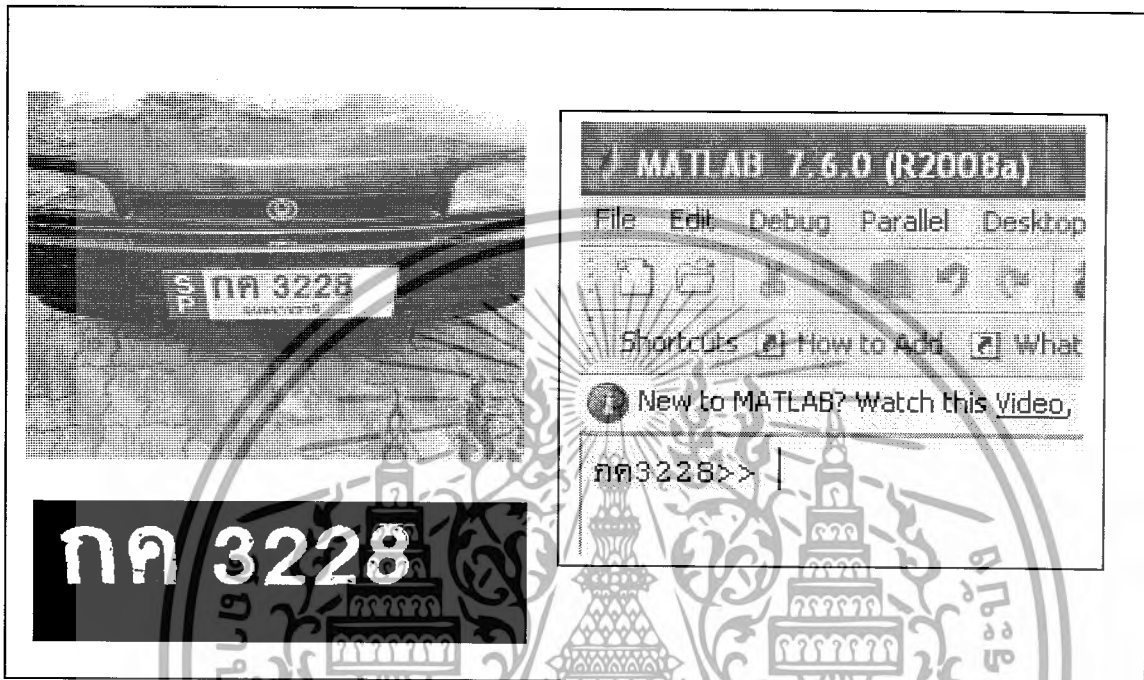 S กค 3228
P
กค 3228
MATLAB 7.6.0 (R2008a)
File Edit Debug Parallel Desktop
Shortcuts How to Add What
New to MATLAB? Watch this Video,
กค3228>>